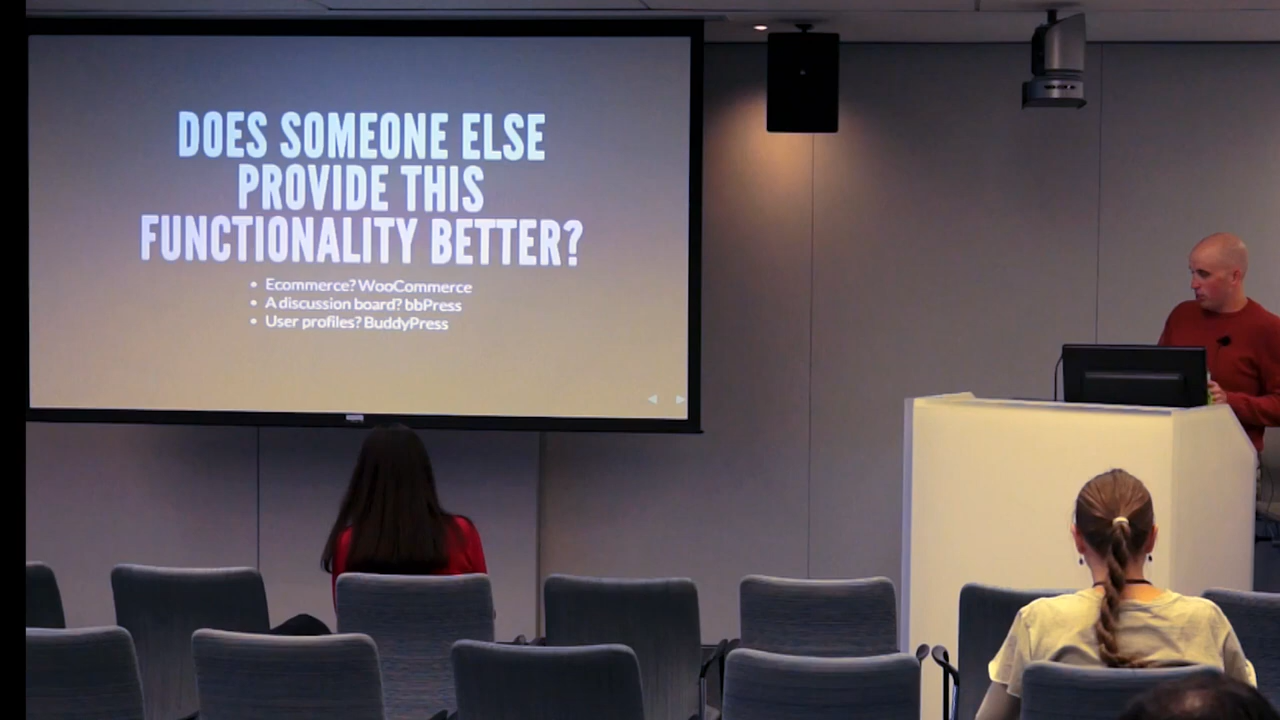 DOES SOMEONE ELSE
PROVIDE THIS
FUNCTIONALITY BETTER?
• Ecommerce? WooCommerce
• A discussion board? bbPress
• User profiles? BuddyPress